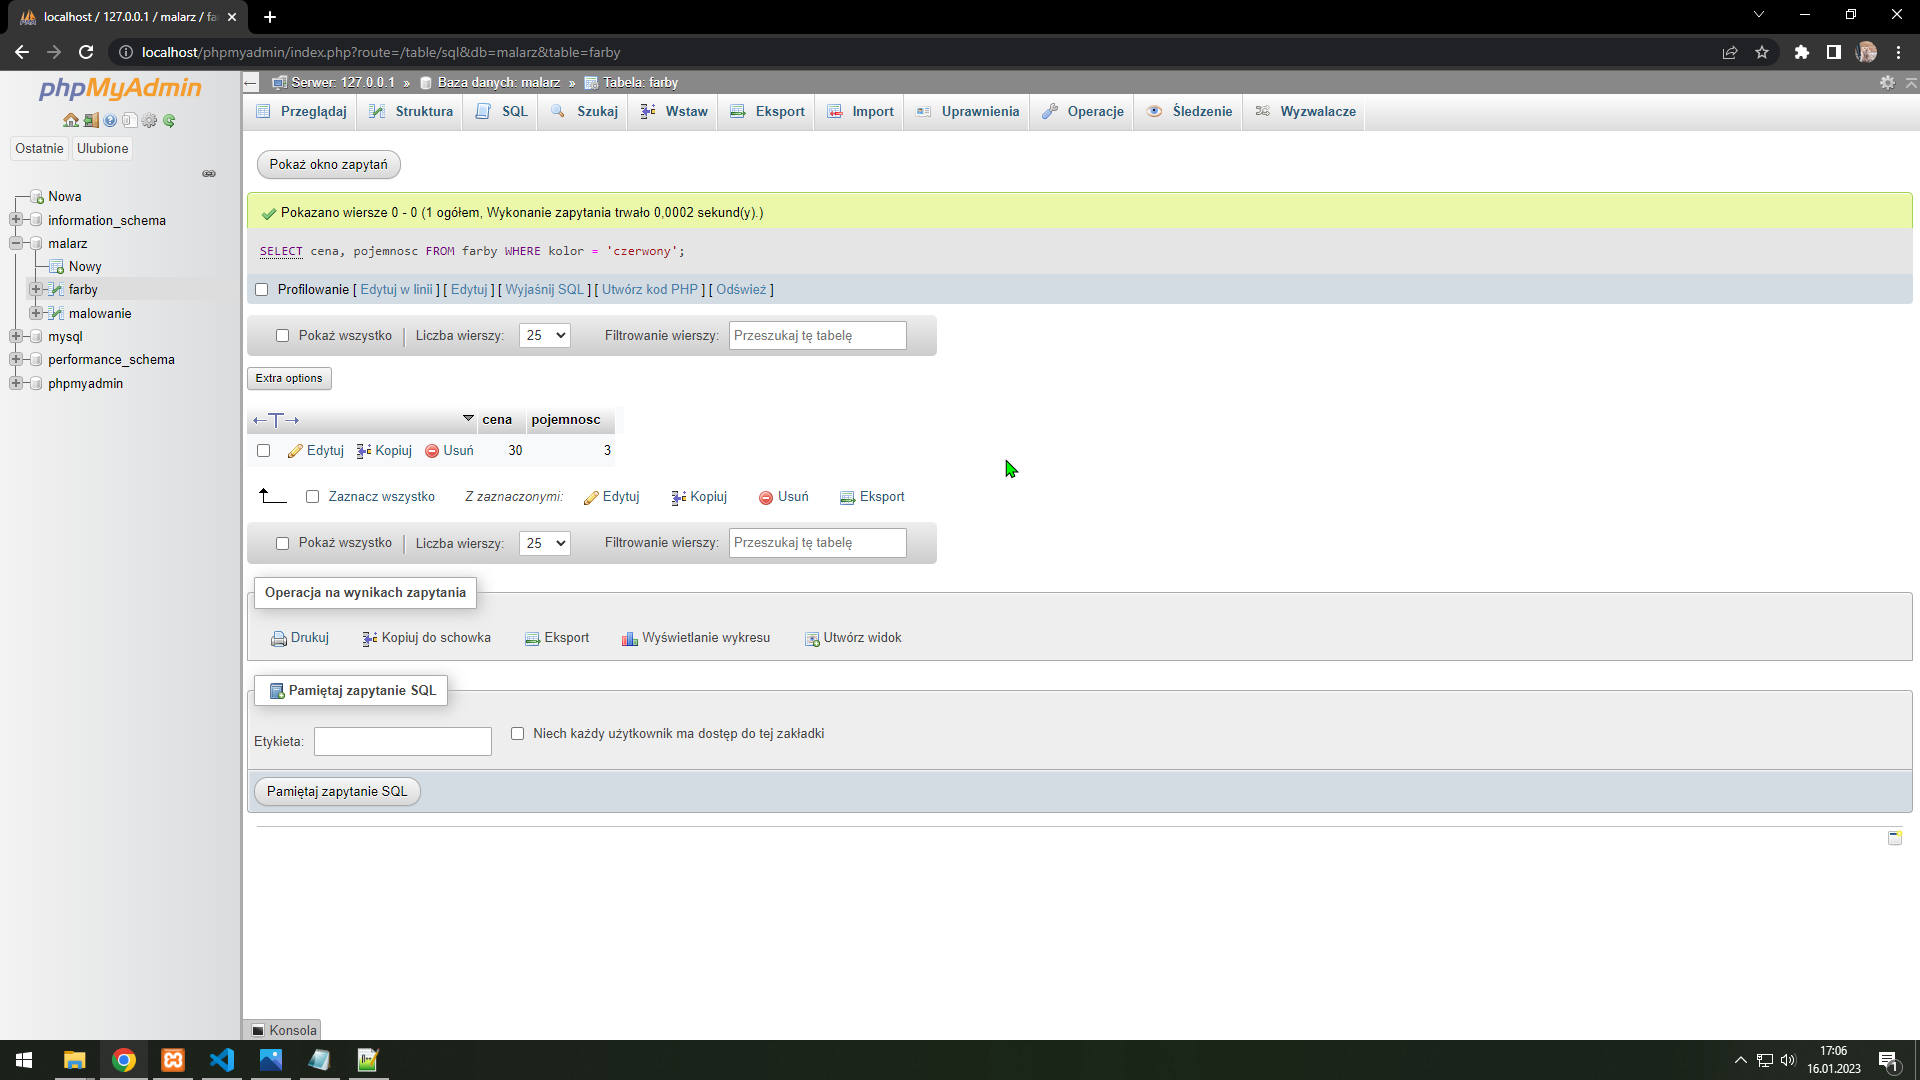 localhost / 127.0.0.1 / malarz / fa
localhost/phpmyadmin/index.php?route=/table/sql&db=malarz&table=farby
phpMyAdmin
Ostatnie
Ulubione
Nowa
information_schema
malarz
Nowy
farby
malowanie
mysql
performance_schema
phpmyadmin
Serwer: 127.0.0.1 » Baza danych: malarz » Tabela: farby
Przeglądaj Struktura SQL Szukaj Wstaw Eksport Import Uprawnienia Operacje Śledzenie Wyzwalacze
Pokaż okno zapytań
Pokazano wiersze 0 - 0 (1 ogółem, Wykonanie zapytania trwało 0,0002 sekund(y).)
SELECT cena, pojemnosc FROM farby WHERE kolor = 'czerwony';
Profilowanie [ Edytuj w linii ] [ Edytuj ] [ Wyjaśnij SQL ] [ Utwórz kod PHP ] [ Odśwież ]
Pokaż wszystko Liczba wierszy: 25 Filtrowanie wierszy: Przeszukaj tę tabelę
Extra options
←T→ cena pojemnosc
Edytuj Kopiuj Usuń 30 3
Zaznacz wszystko Z zaznaczonymi: Edytuj Kopiuj Usuń Eksport
Pokaż wszystko Liczba wierszy: 25 Filtrowanie wierszy: Przeszukaj tę tabelę
Operacja na wynikach zapytania
Drukuj Kopiuj do schowka Eksport Wyświetlanie wykresu Utwórz widok
Pamiętaj zapytanie SQL
Etykieta: Niech każdy użytkownik ma dostęp do tej zakładki
Pamiętaj zapytanie SQL
Konsola
17:06
16.01.2023
1